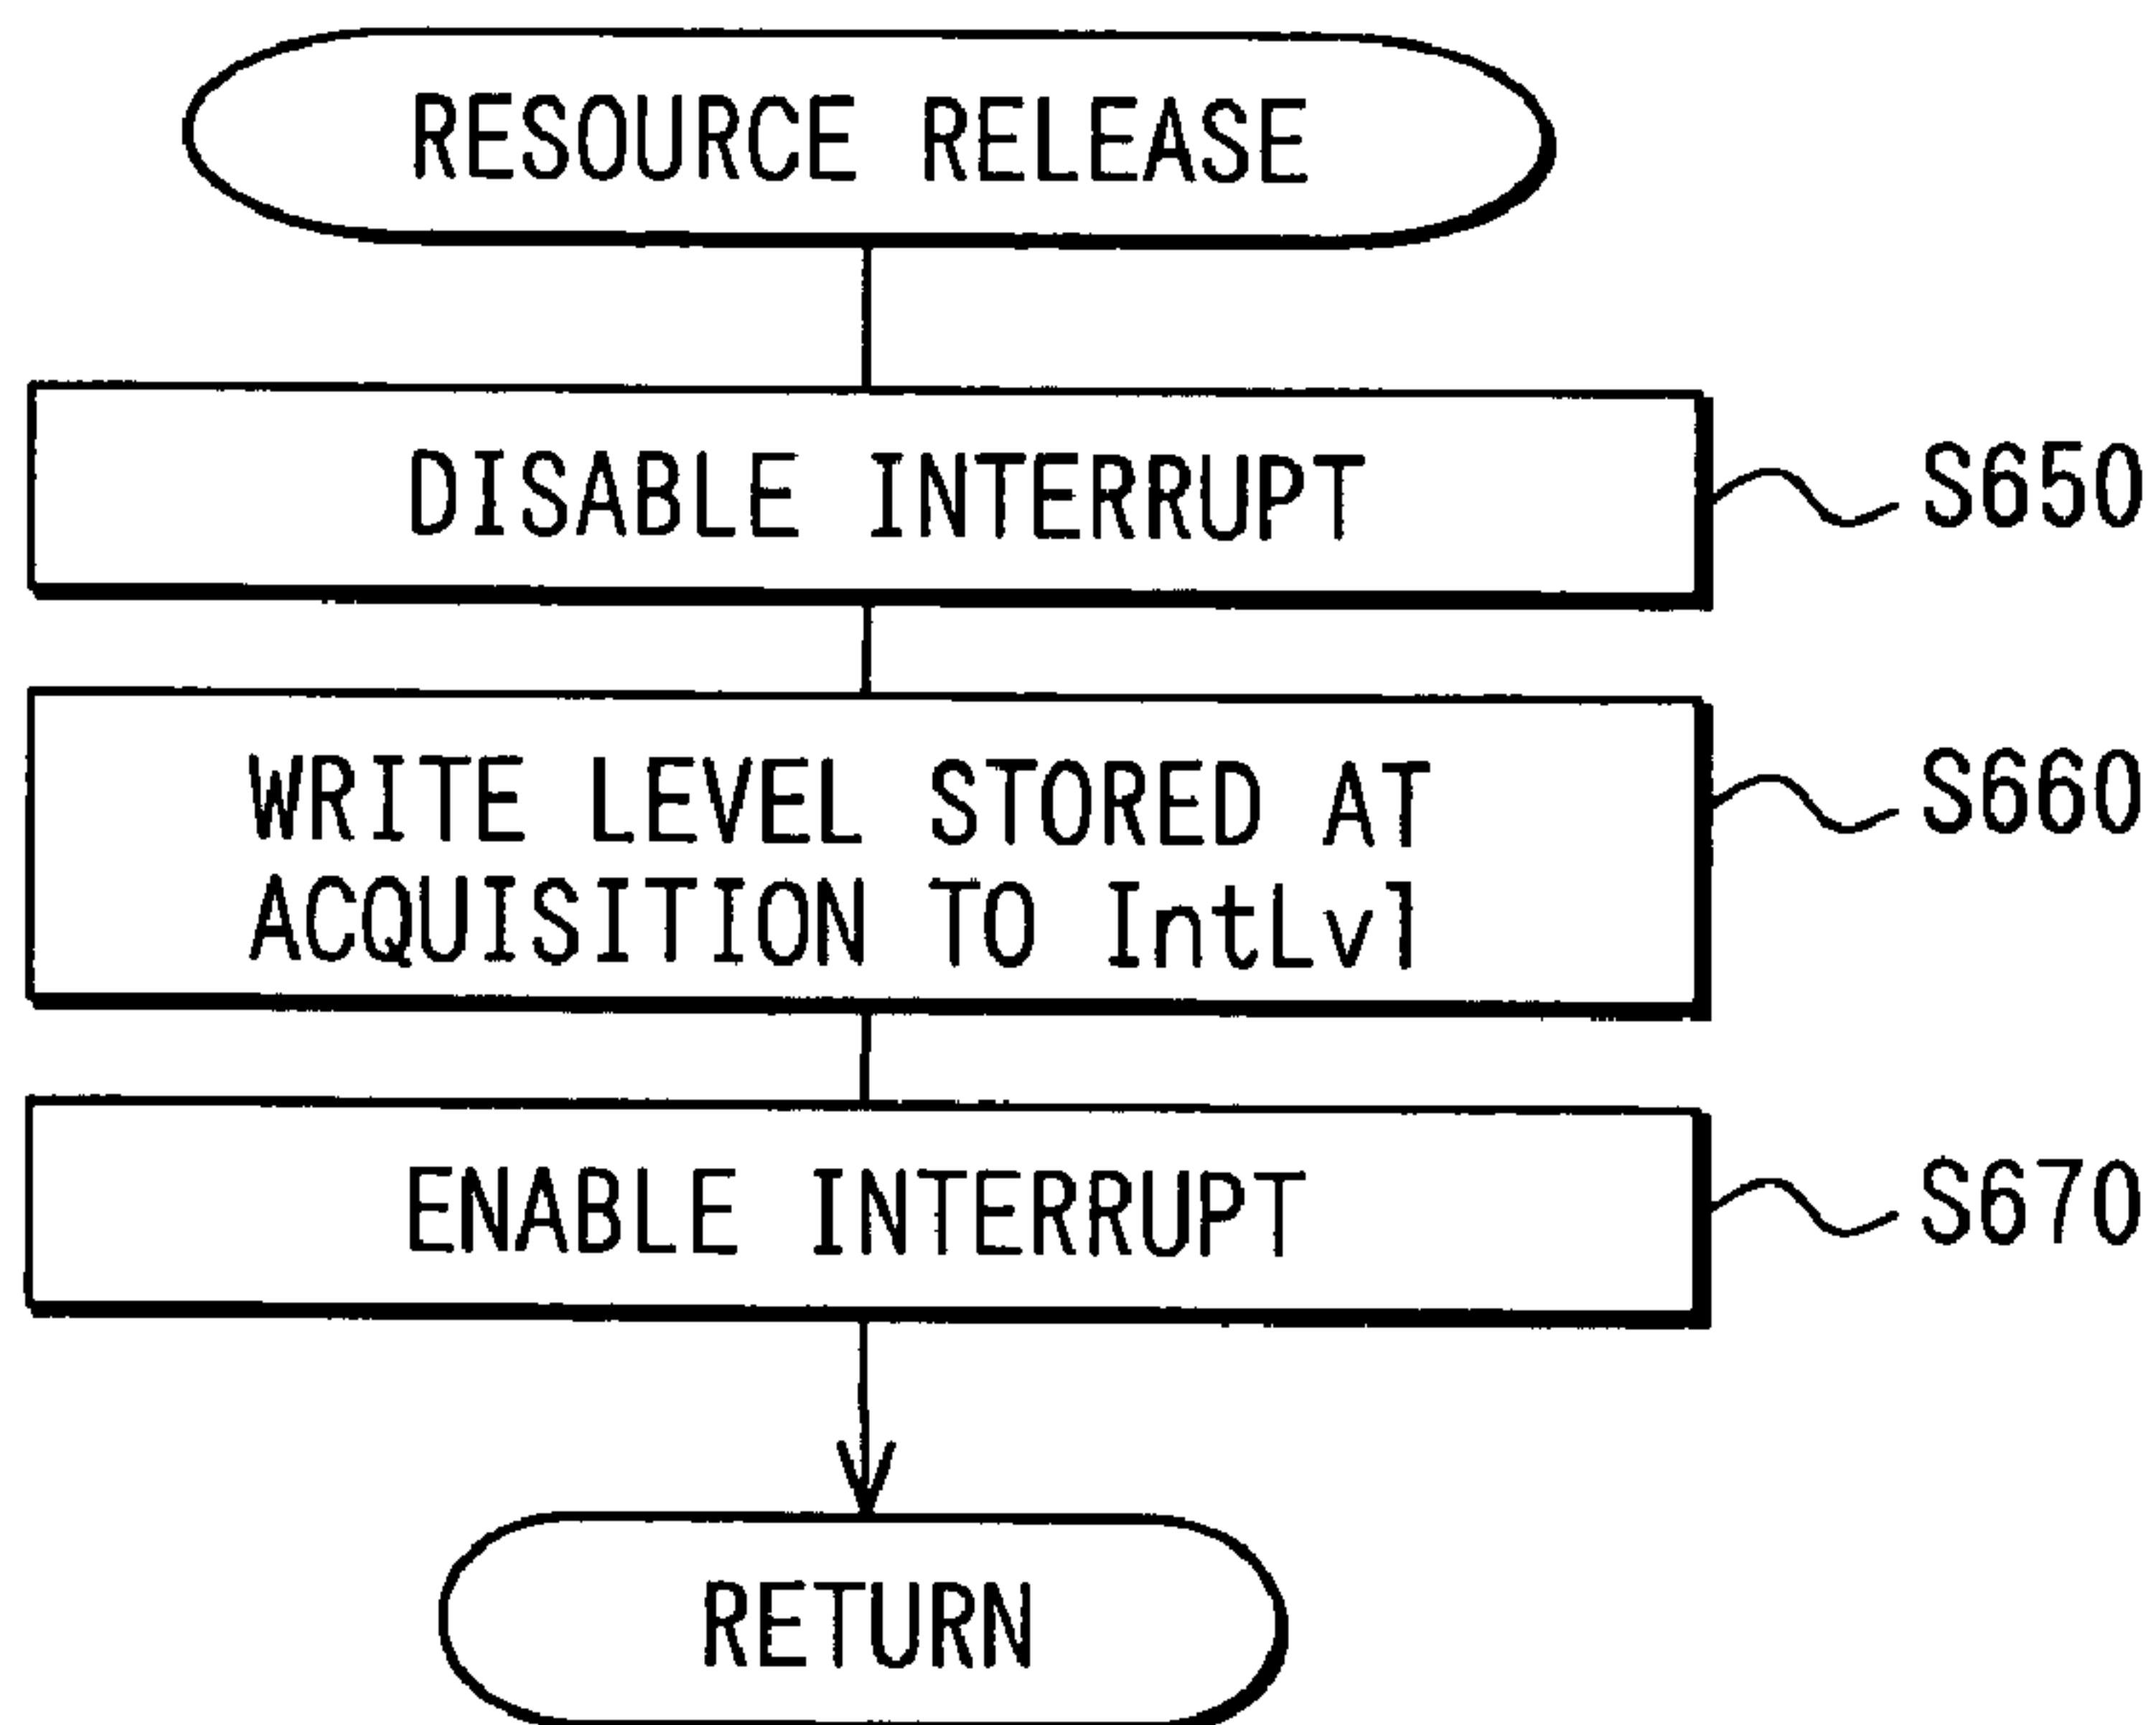 RESOURCE RELEASE
DISABLE INTERRUPT
S650
WRITE LEVEL STORED AT
ACQUISITION TO IntLvl
S660
ENABLE INTERRUPT
S670
RETURN